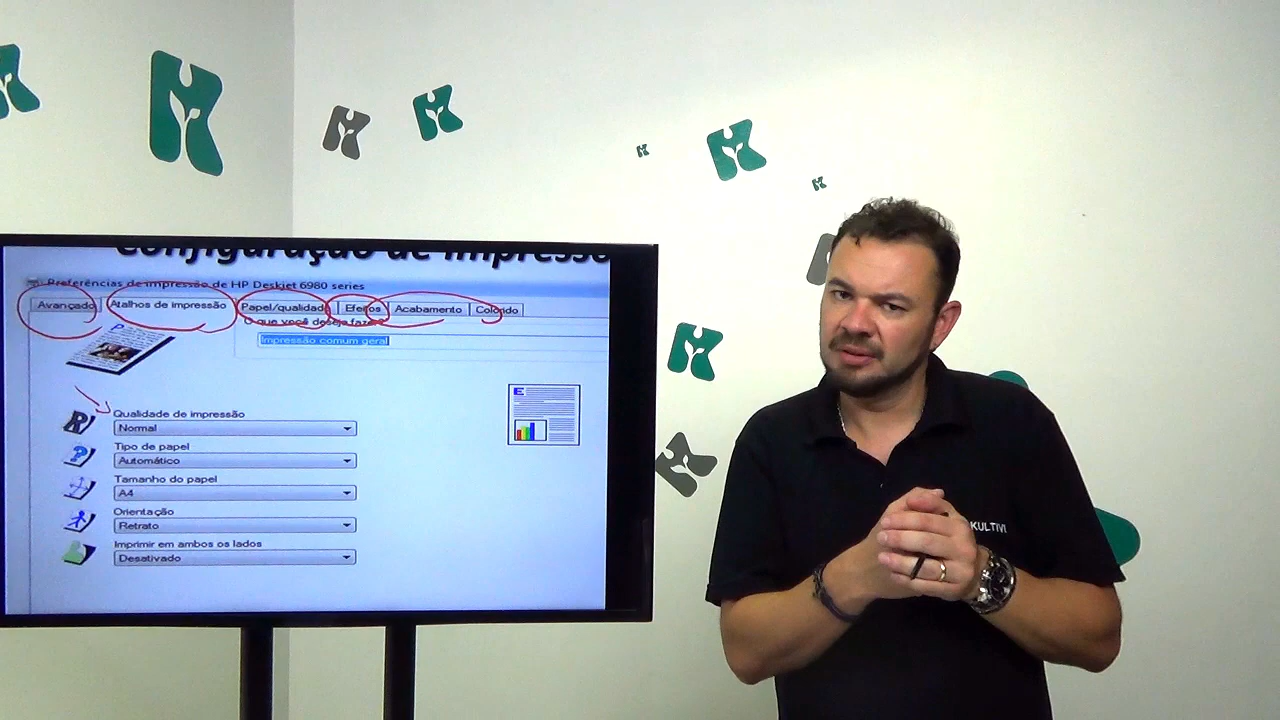 Configuração de impresso
Preferências de impressão de HP Deskjet 6980 series
Avançado Atalhos de impressão Papel/qualidade Efeitos Acabamento Colorido
O que você deseja fazer?
Impressão comum geral
Qualidade de impressão
Normal
Tipo de papel
Automático
Tamanho do papel
A4
Orientação
Retrato
Imprimir em ambos os lados
Desativado
KULTIVI